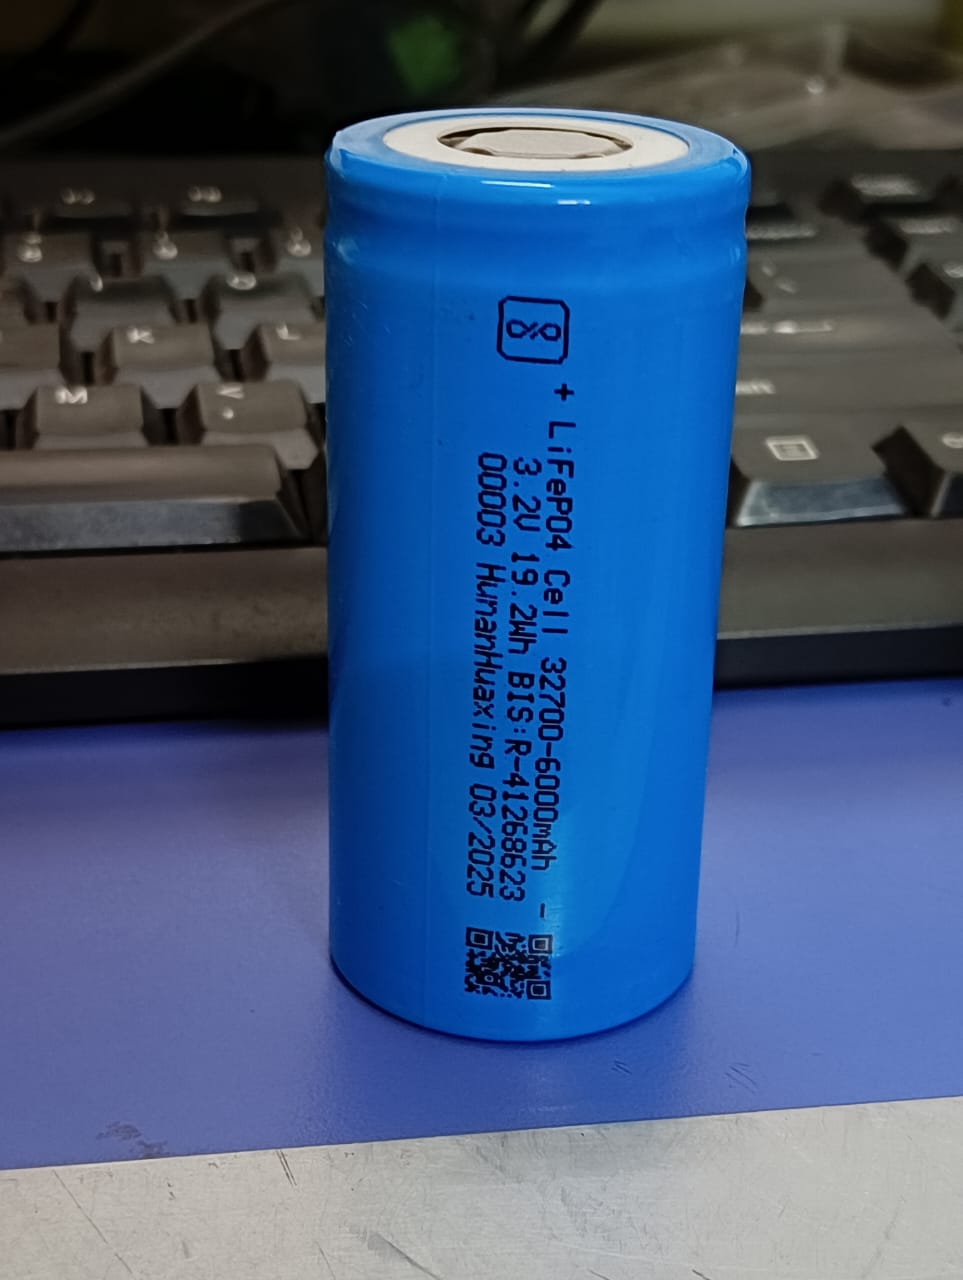 + LiFePO4 Cell 32700-6000mAh -
3.2V 19.2Wh BIS:R-41268623
00003 HunanHuaxing 03/2025
K
L
M